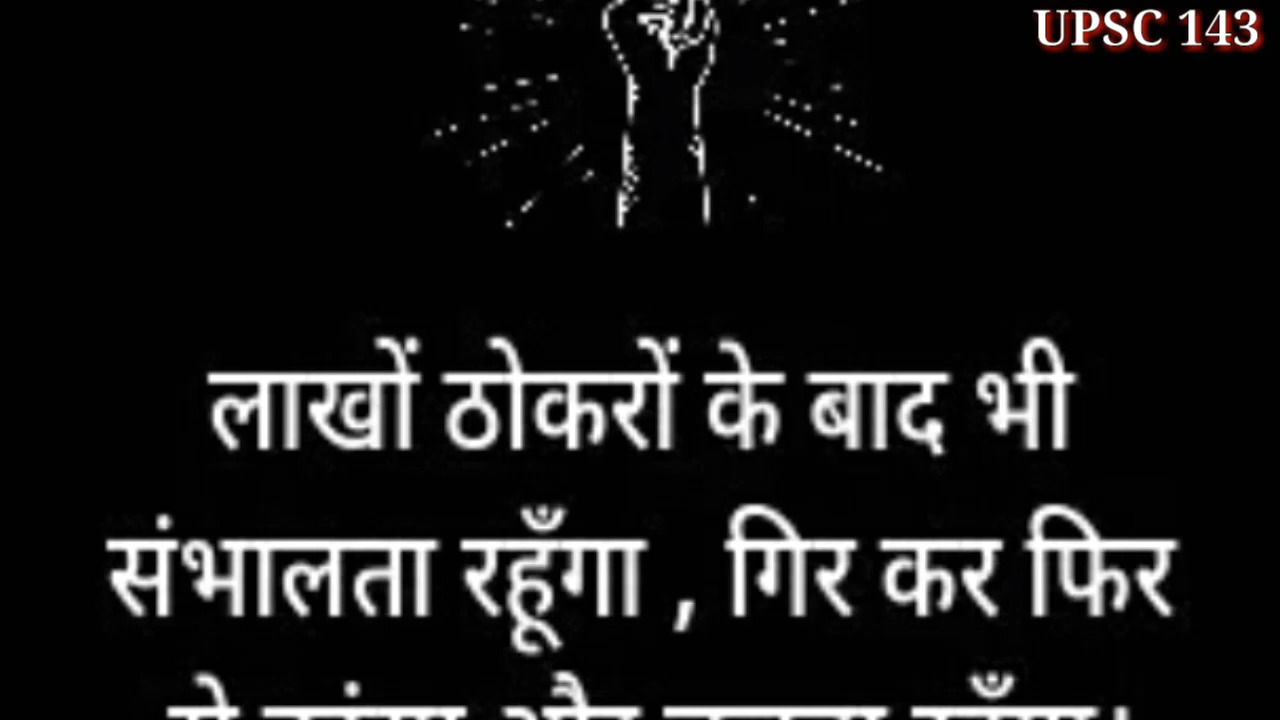 UPSC 143
लाखों ठोकरों के बाद भी
संभालता रहूँगा , गिर कर फिर